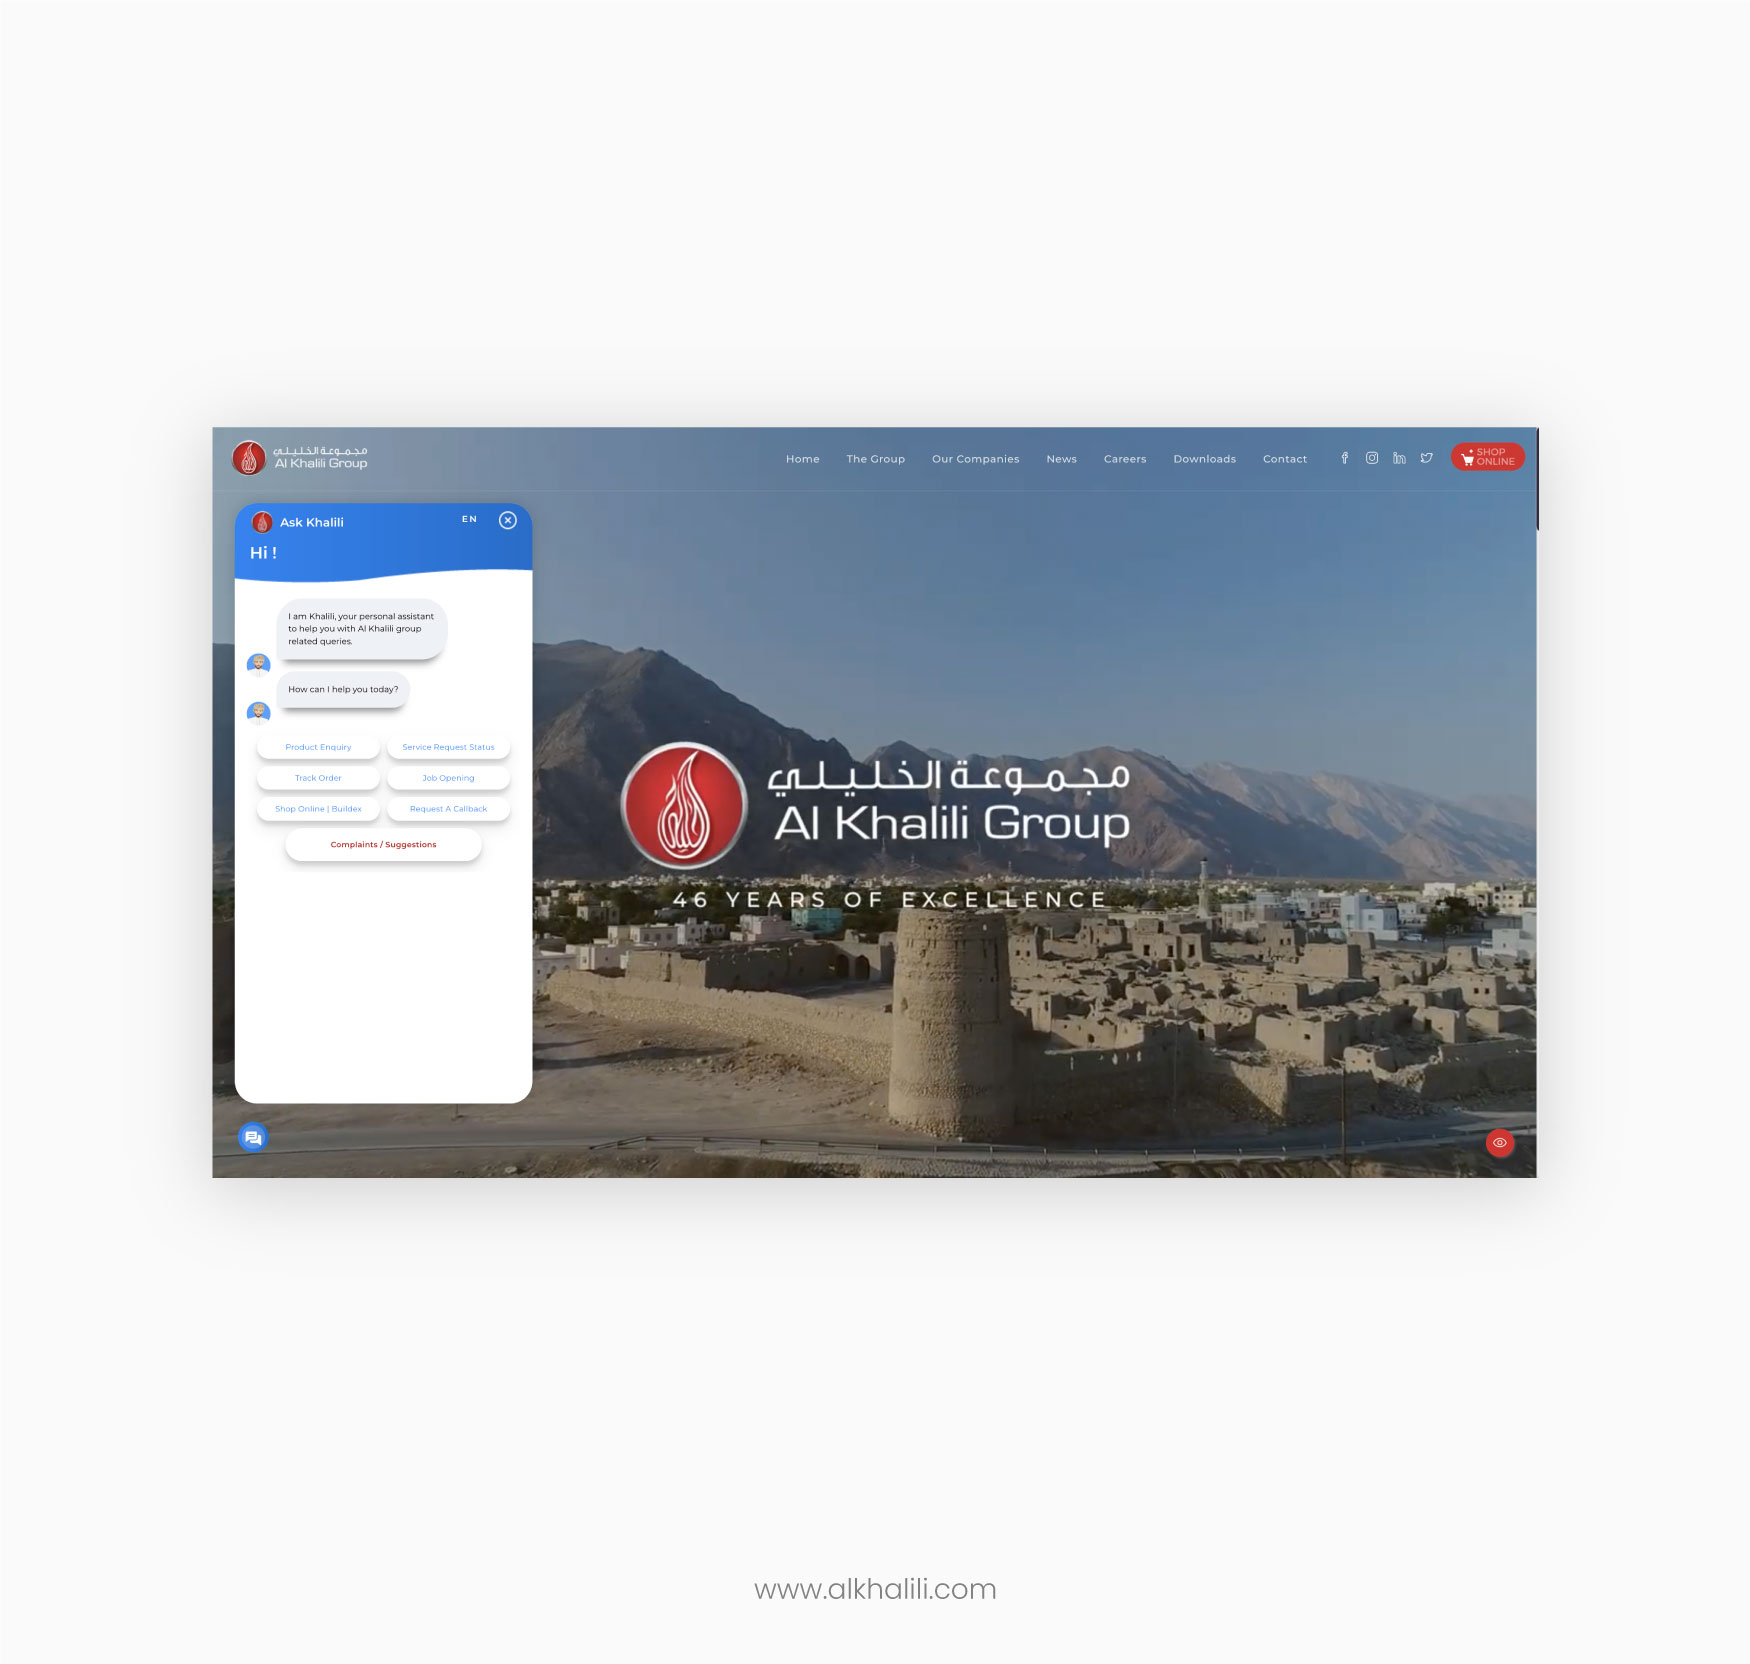 مجموعة الخليلي
Al Khalili Group
Home The Group Our Companies News Careers Downloads Contact
SHOP
ONLINE
Ask Khalili
EN
Hi !
I am Khalili, your personal assistant
to help you with Al Khalili group
related queries.
How can I help you today?
Product Enquiry Service Request Status
Track Order Job Opening
Shop Online | Buildex Request A Callback
Complaints / Suggestions
مجموعة الخليلي
Al Khalili Group
46 YEARS OF EXCELLENCE
www.alkhalili.com